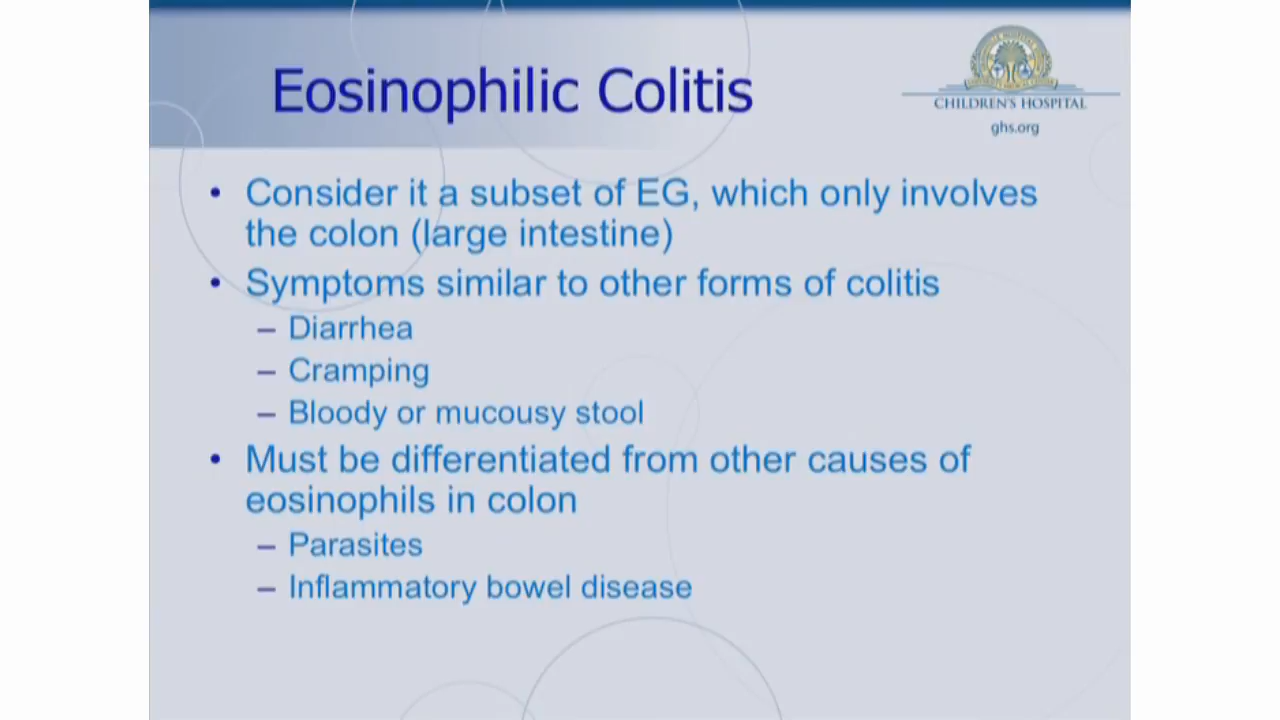 Eosinophilic Colitis
CHILDREN'S HOSPITAL
ghs.org
• Consider it a subset of EG, which only involves
the colon (large intestine)
• Symptoms similar to other forms of colitis
– Diarrhea
– Cramping
– Bloody or mucousy stool
• Must be differentiated from other causes of
eosinophils in colon
– Parasites
– Inflammatory bowel disease